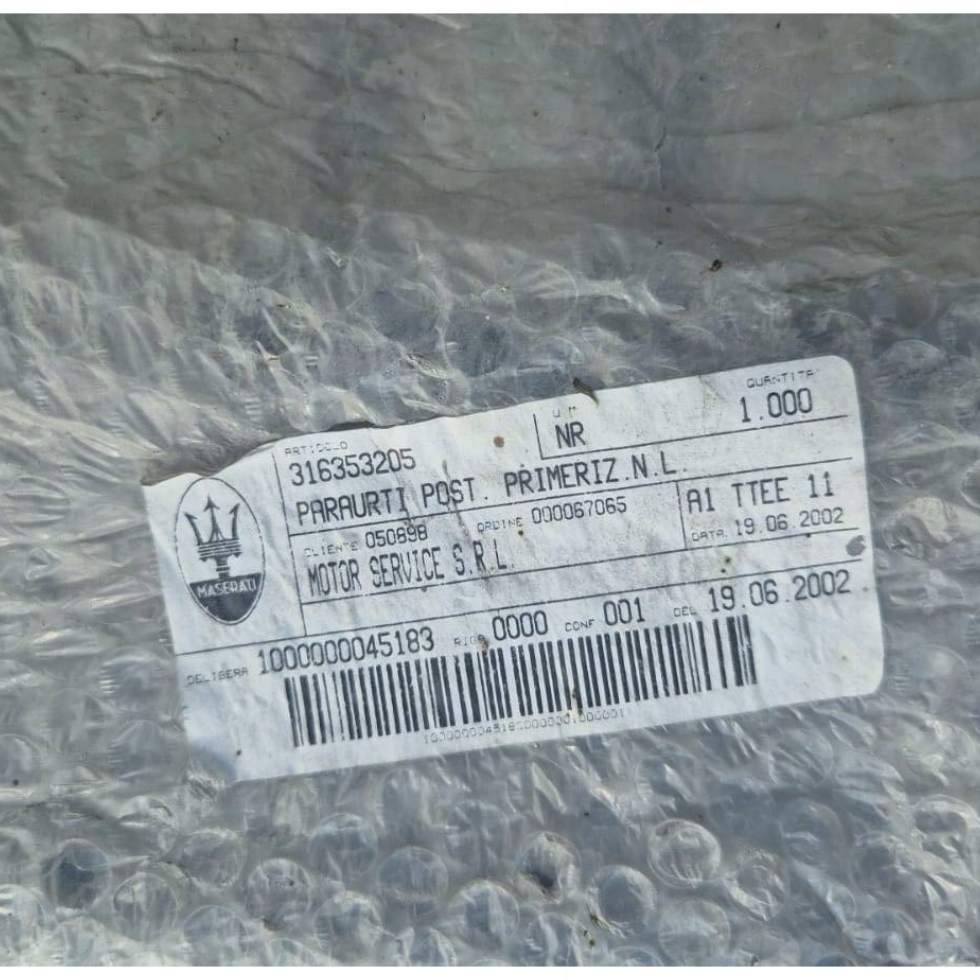 ARTICOLO
316353205
U M
NR
QUANTITA'
1.000
PARAURTI POST. PRIMERIZ.N.L.
CLIENTE 050698 ORDINE 000067065
A1 TTEE 11
MOTOR SERVICE S.R.L.
DATA. 19.06.2002
MASERATI
DELIBERA 1000000045183 RIGA 0000 CONF 001 DEL 19.06.2002